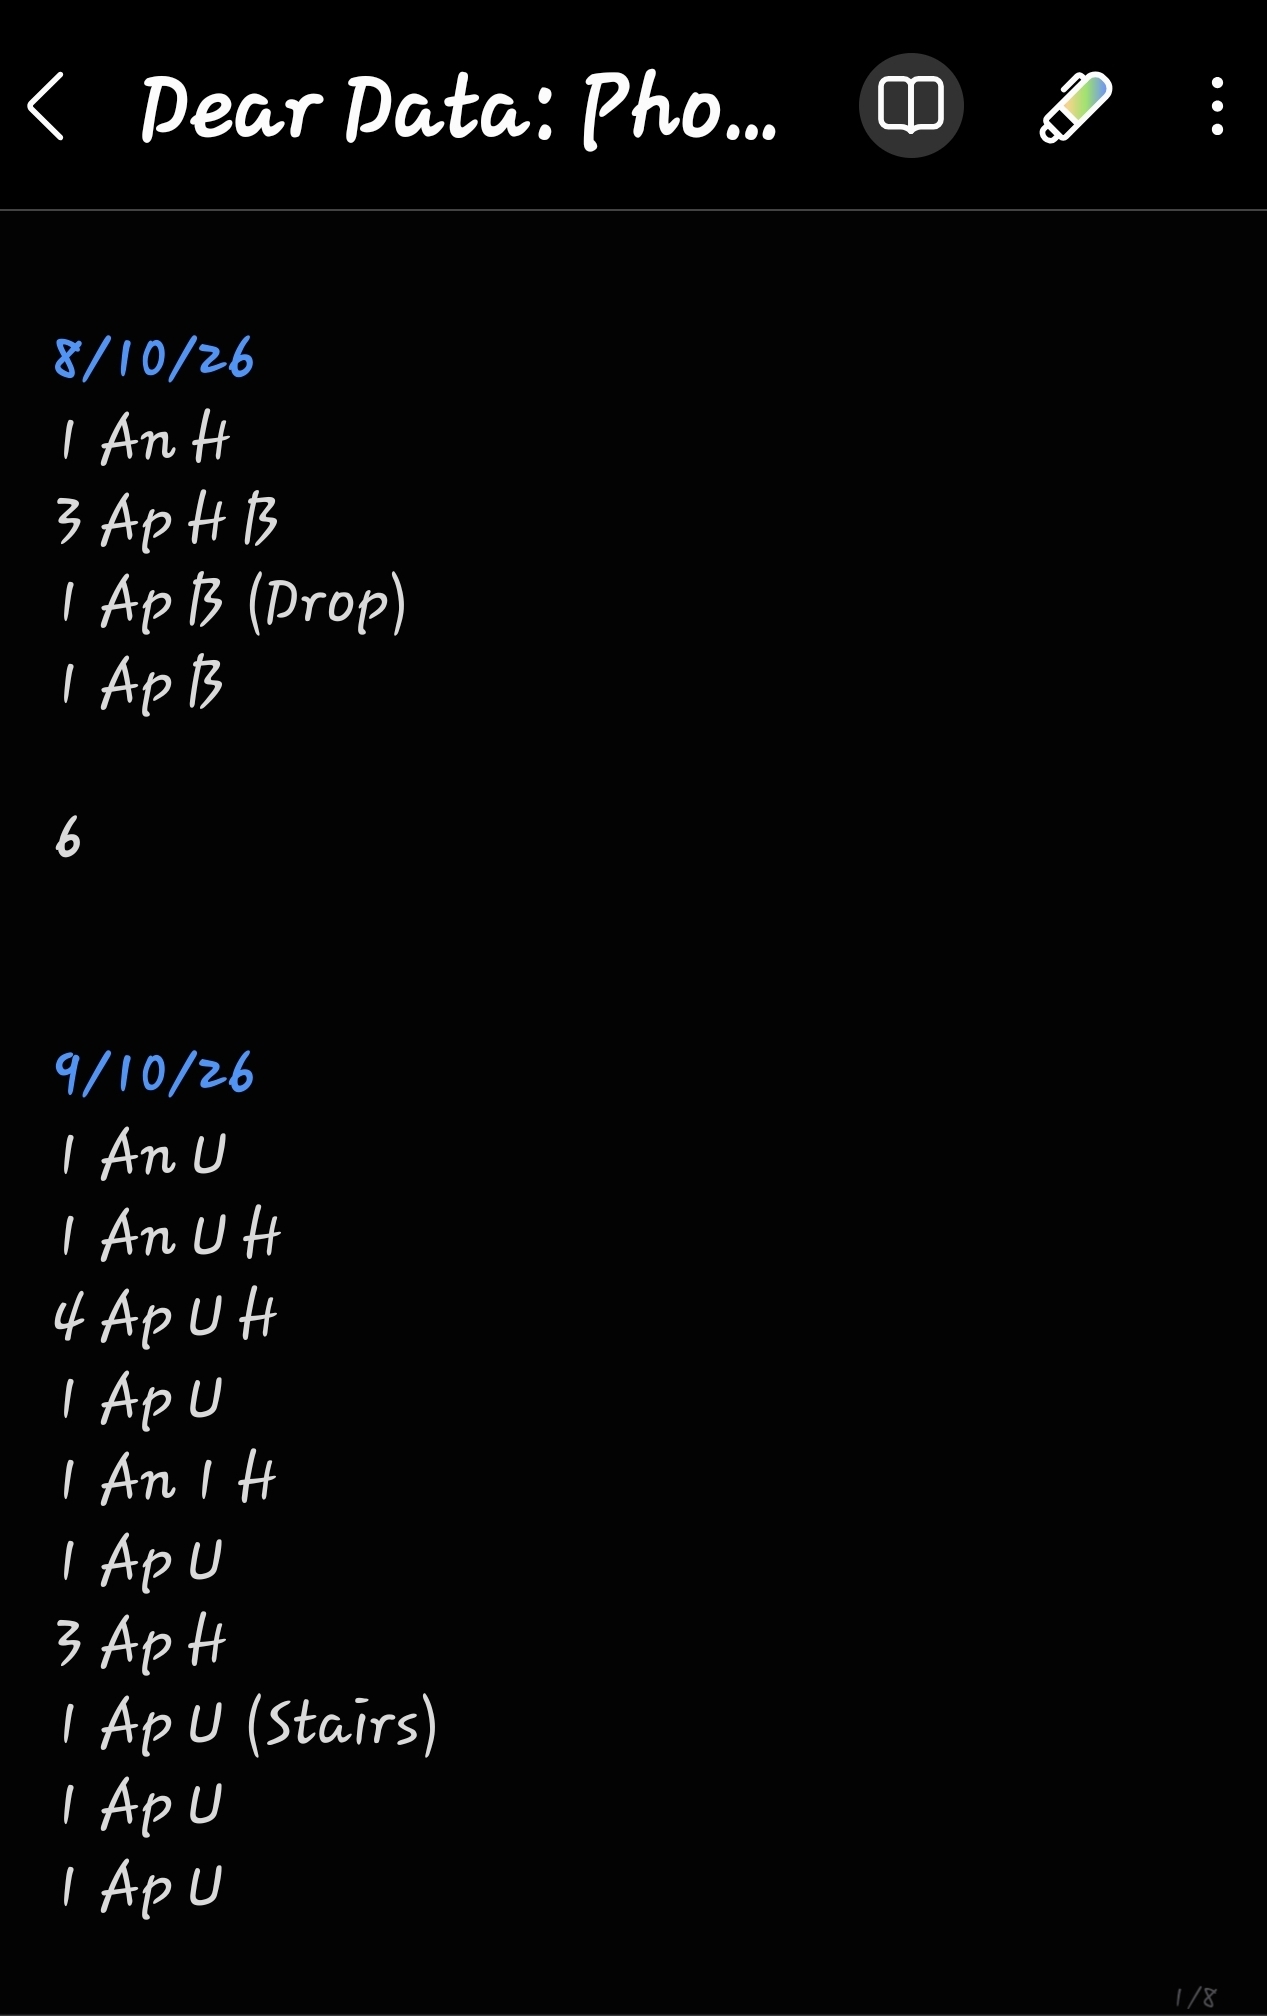 Dear Data: Pho...
8/10/26
1 An H
3 Ap H B
1 Ap B (Drop)
1 Ap B
6
9/10/26
1 An U
1 An U H
4 Ap U H
1 Ap U
1 An 1 H
1 Ap U
3 Ap H
1 Ap U (Stairs)
1 Ap U
1 Ap U
1/8